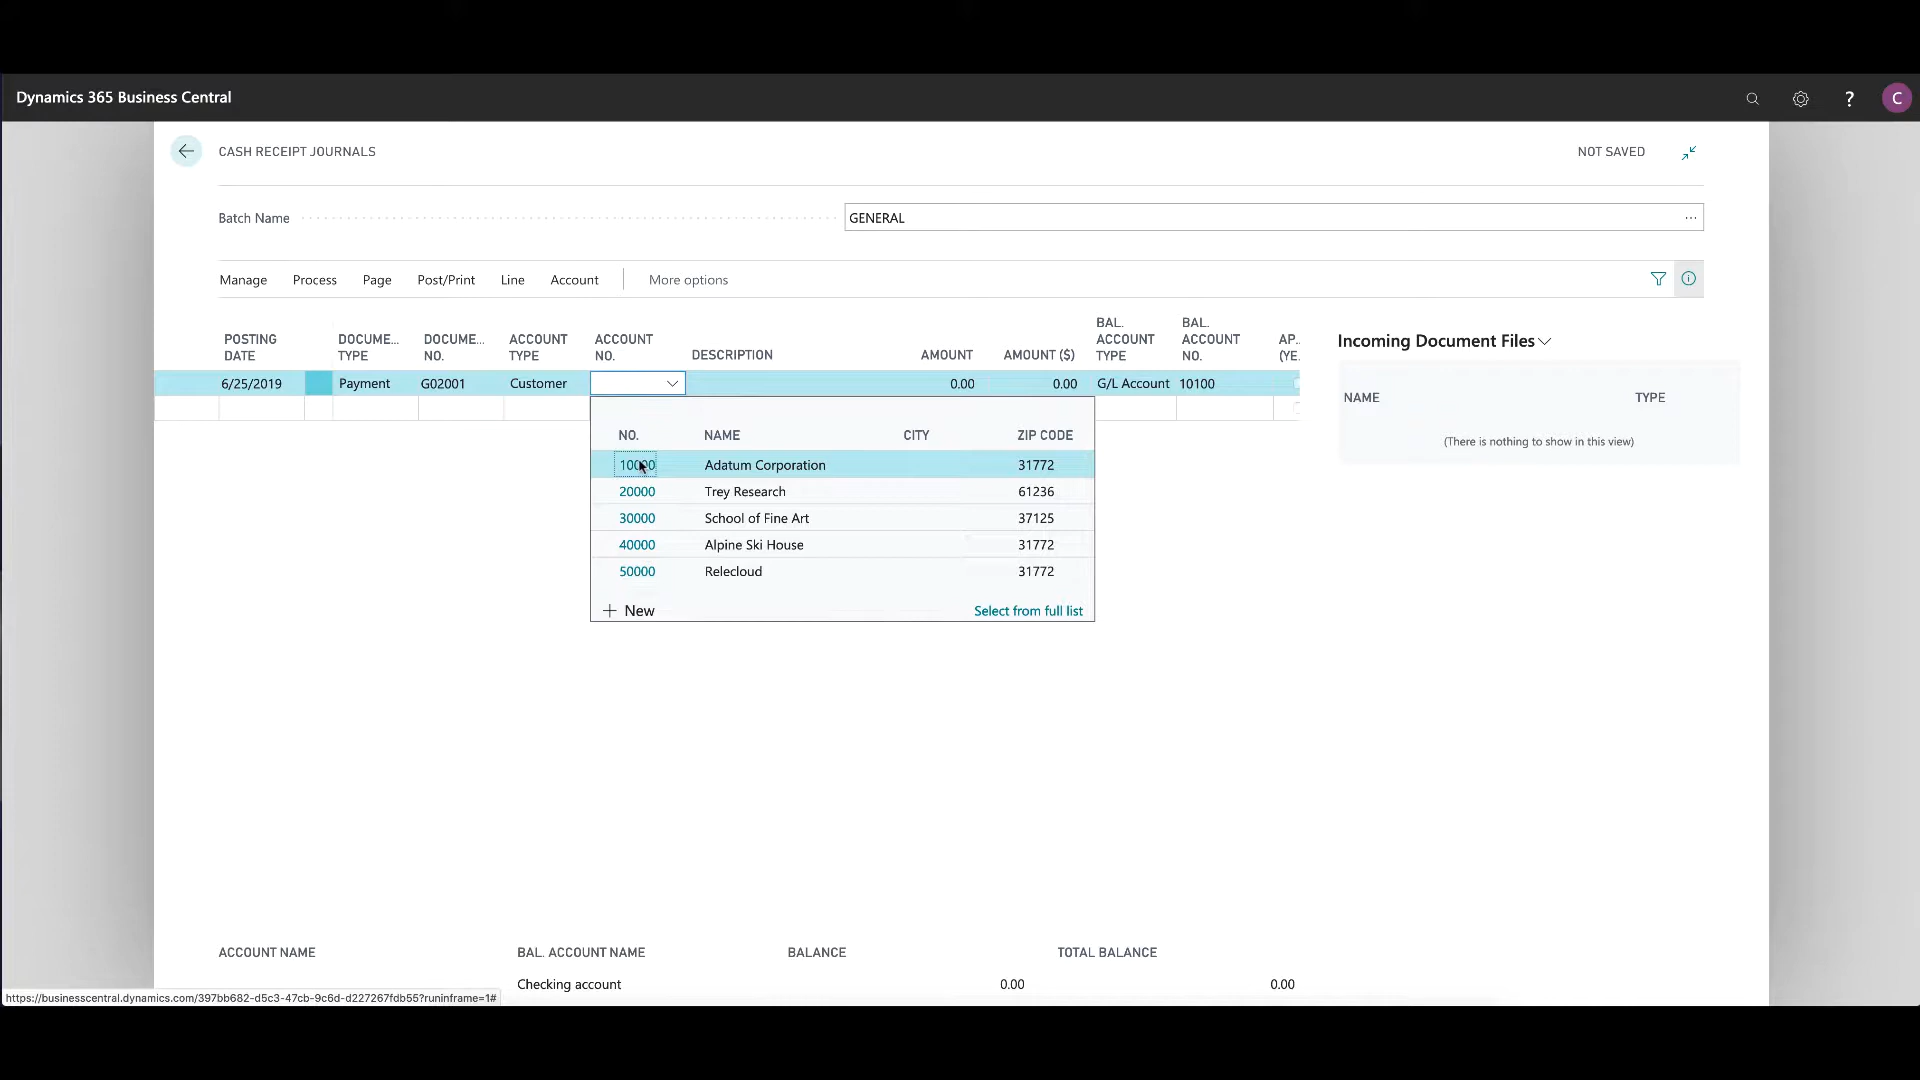 Dynamics 365 Business Central
?
C
CASH RECEIPT JOURNALS
NOT SAVED
Batch Name
GENERAL
...
Manage
Process
Page
Post/Print
Line
Account
More options
POSTING DATE
DOCUME... TYPE
DOCUME... NO.
ACCOUNT TYPE
ACCOUNT NO.
DESCRIPTION
AMOUNT
AMOUNT ($)
BAL. ACCOUNT TYPE
BAL. ACCOUNT NO.
AP... (YE...
6/25/2019 Payment G02001 Customer 0.00 0.00 G/L Account 10100
NO. NAME CITY ZIP CODE
10000 Adatum Corporation 31772
20000 Trey Research 61236
30000 School of Fine Art 37125
40000 Alpine Ski House 31772
50000 Relecloud 31772
+ New
Select from full list
Incoming Document Files
NAME TYPE
(There is nothing to show in this view)
ACCOUNT NAME BAL. ACCOUNT NAME BALANCE TOTAL BALANCE
Checking account 0.00 0.00
https://businesscentral.dynamics.com/397bb682-d5c3-47cb-9c6d-d227267fdb55?runinframe=1#